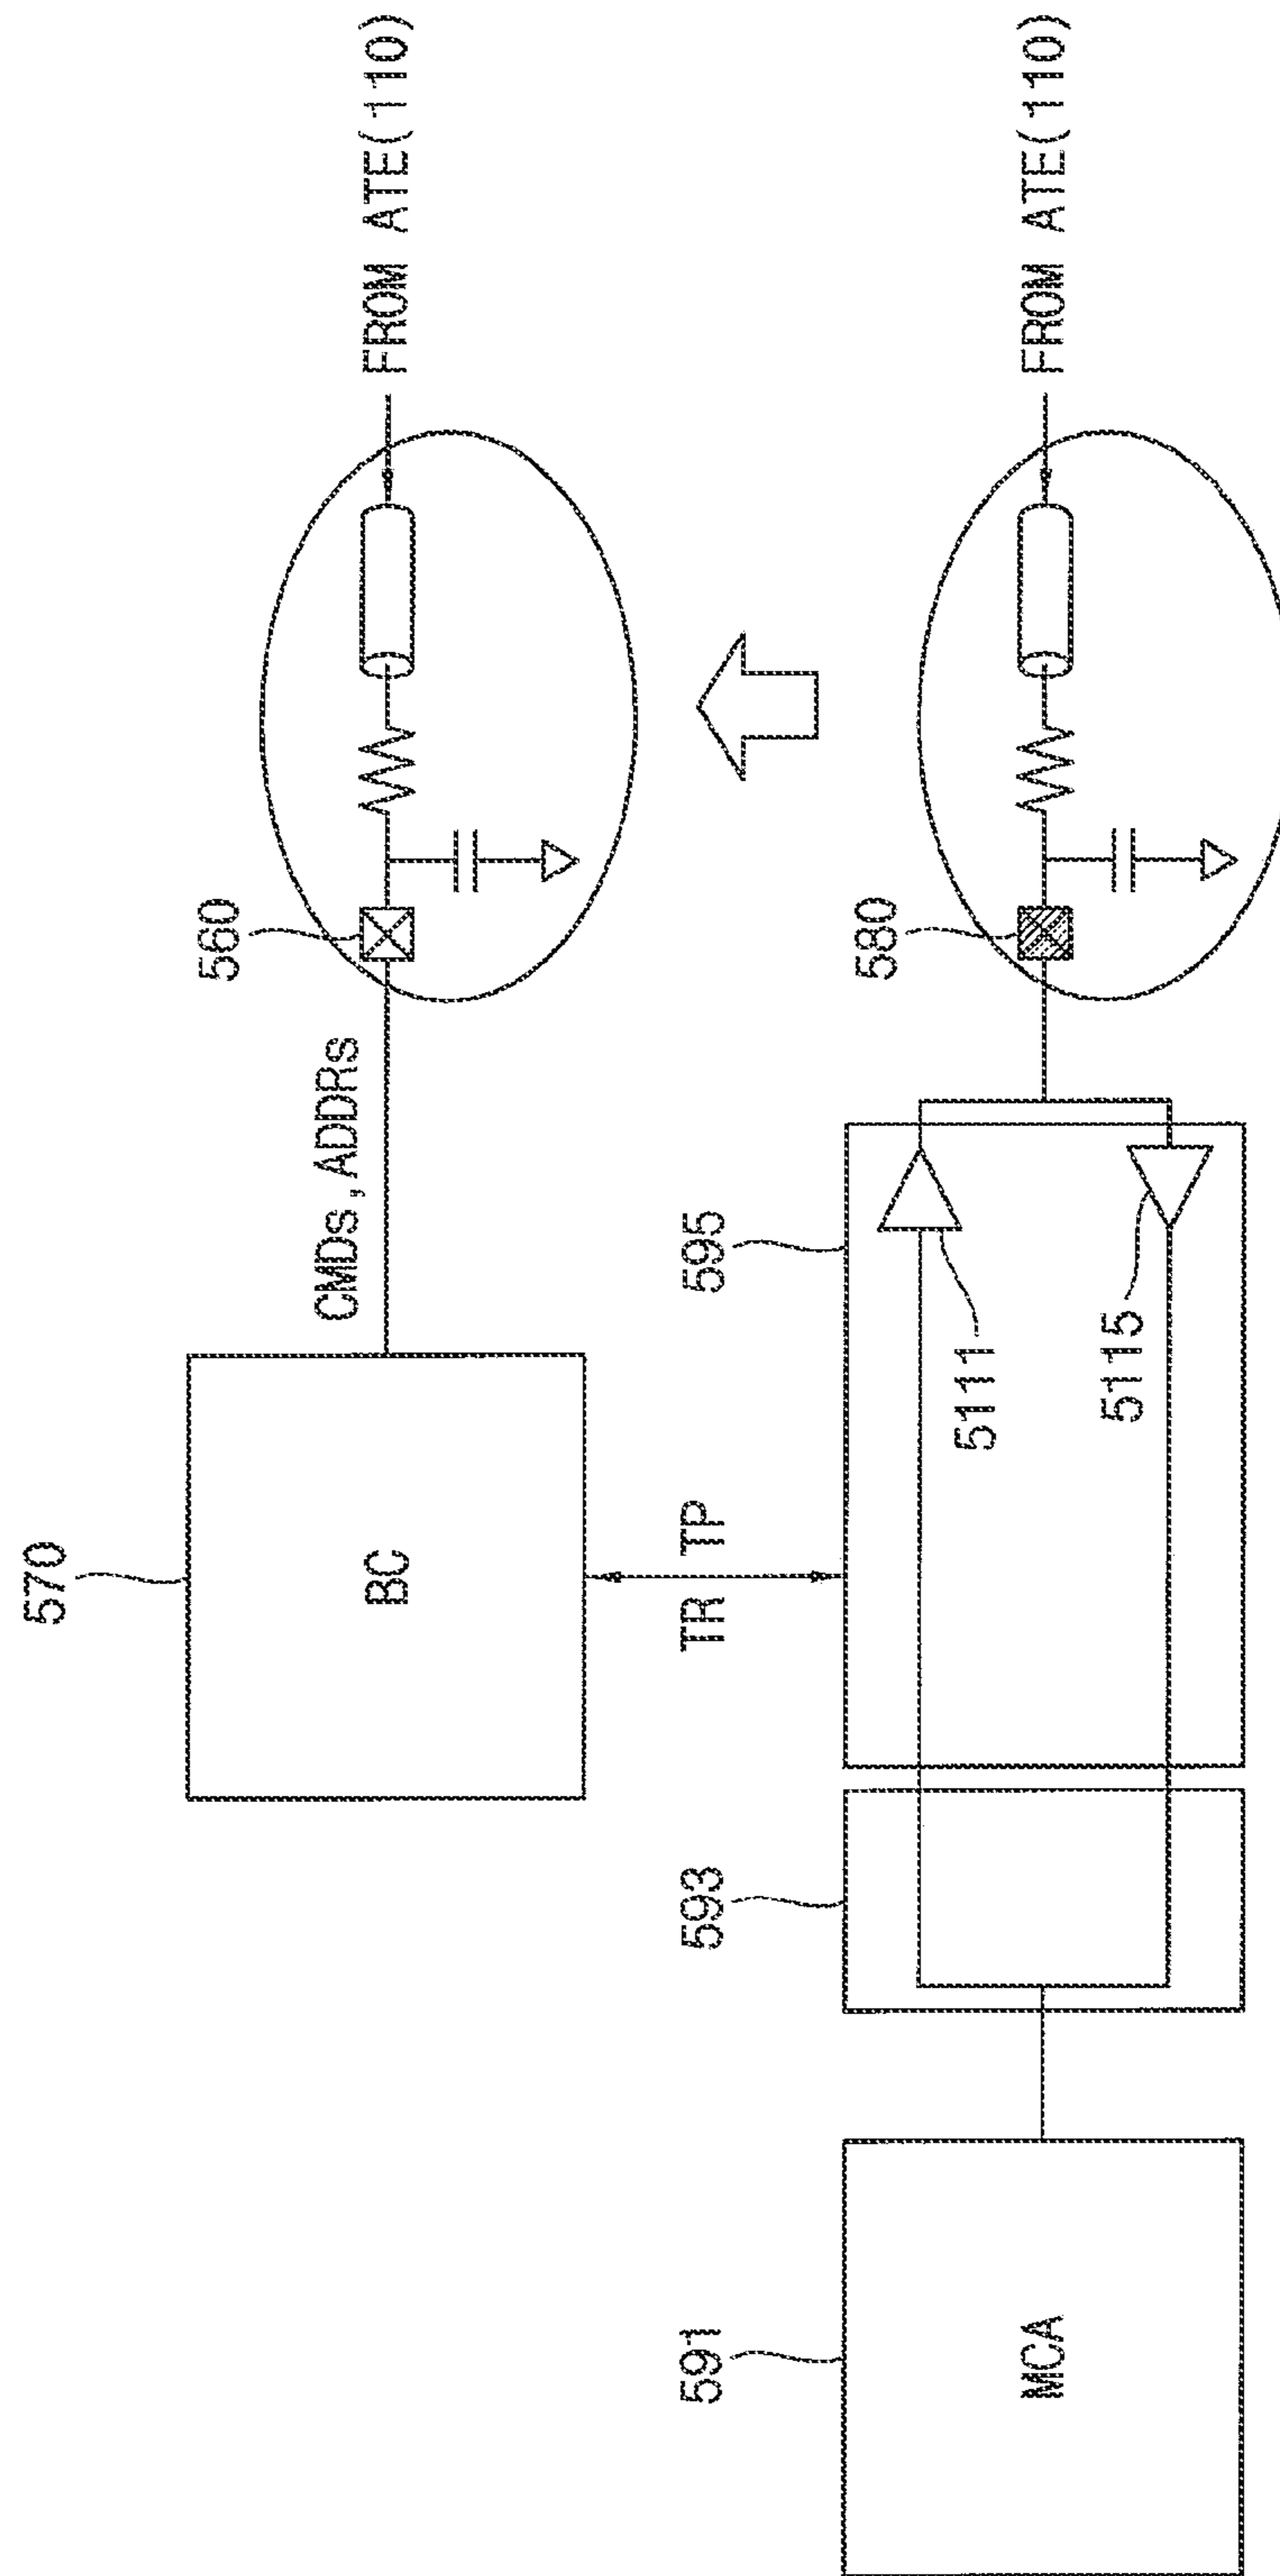 570
BC
CMDs,ADDRs
560
FROM ATE(110)
TR TP
591
MCA
593
595
5111
5115
580
FROM ATE(110)